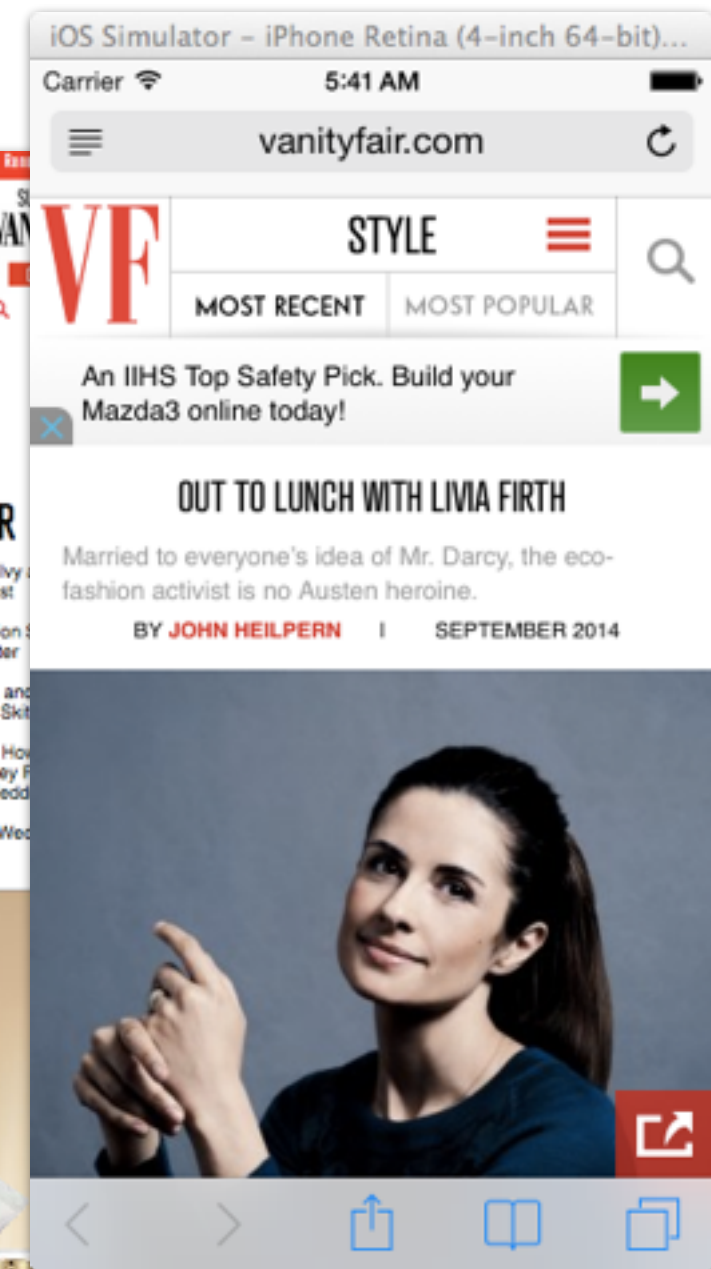 iOS Simulator – iPhone Retina (4-inch 64-bit)...
Carrier 5:41 AM
vanityfair.com
VF
STYLE
MOST RECENT MOST POPULAR
An IIHS Top Safety Pick. Build your
Mazda3 online today!
OUT TO LUNCH WITH LIVIA FIRTH
Married to everyone's idea of Mr. Darcy, the eco-
fashion activist is no Austen heroine.
BY JOHN HEILPERN | SEPTEMBER 2014